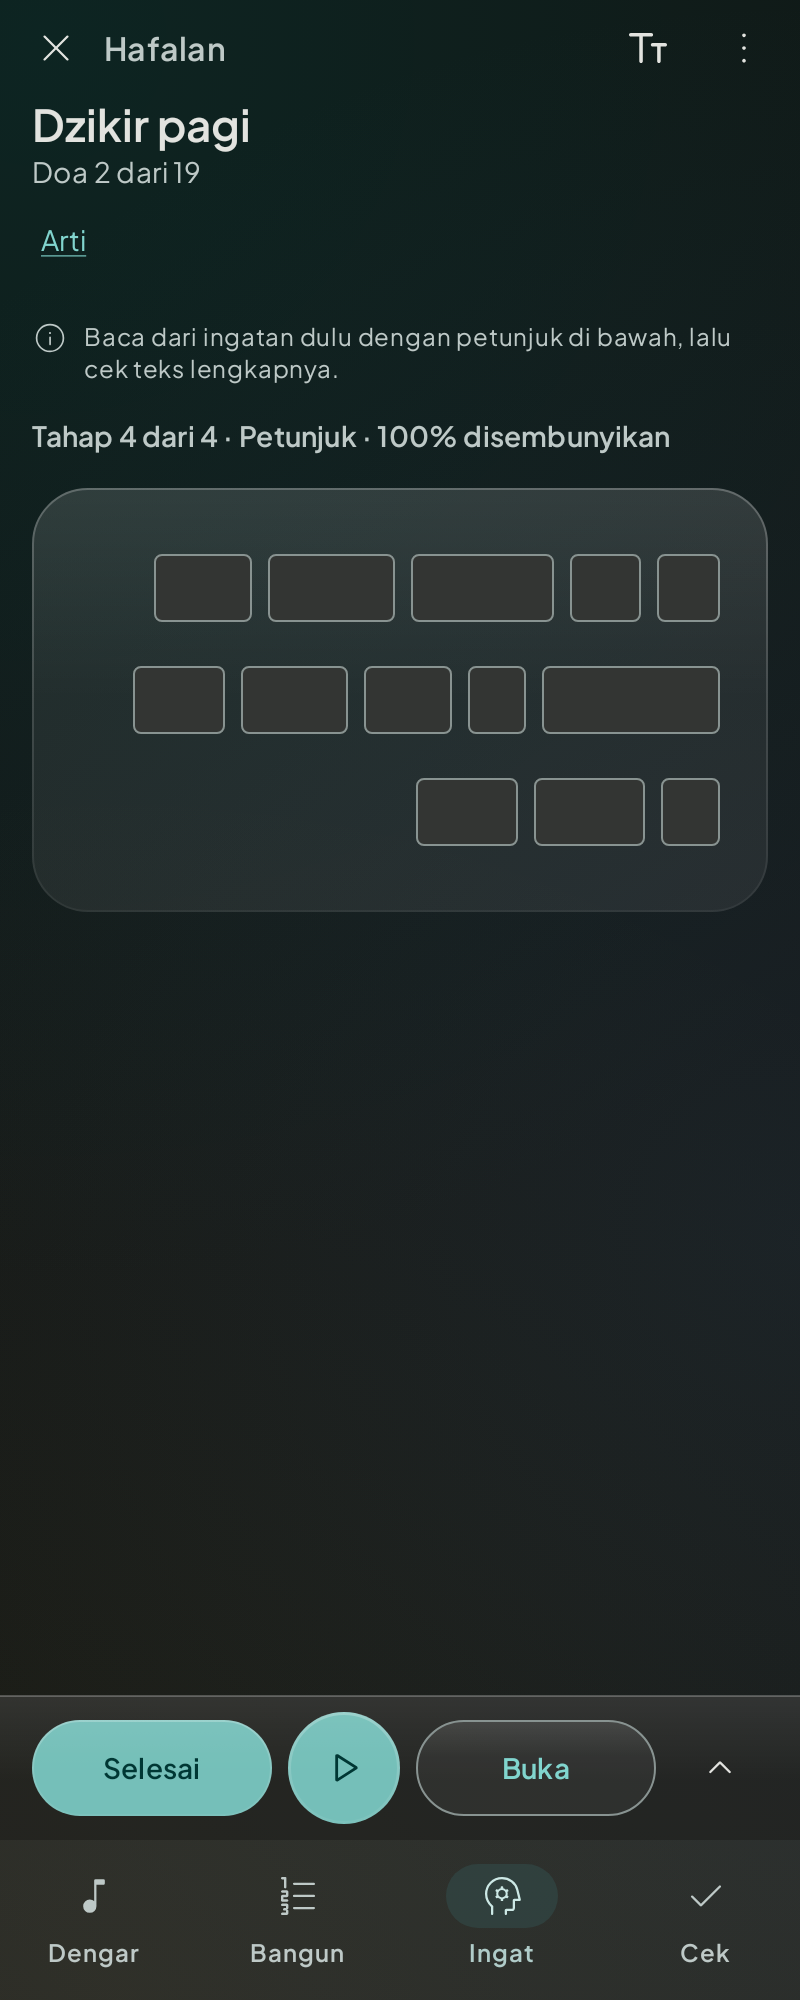 Hafalan
Dzikir pagi
Doa 2 dari 19
Arti
Baca dari ingatan dulu dengan petunjuk di bawah, lalu
cek teks lengkapnya.
Tahap 4 dari 4 · Petunjuk · 100% disembunyikan
Selesai
Buka
Dengar
Bangun
Ingat
Cek